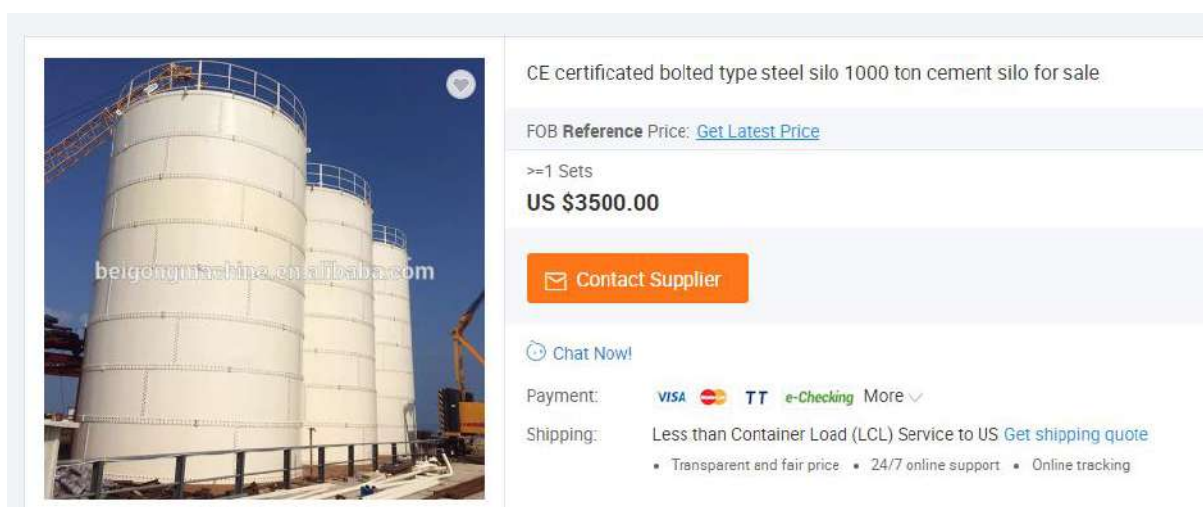 CE certificated bolted type steel silo 1000 ton cement silo for sale
FOB Reference Price: Get Latest Price
>=1 Sets
US $3500.00
beigongmachine.en.alibaba.com
Contact Supplier
Chat Now!
Payment: VISA TT e-Checking More
Shipping: Less than Container Load (LCL) Service to US Get shipping quote
• Transparent and fair price • 24/7 online support • Online tracking